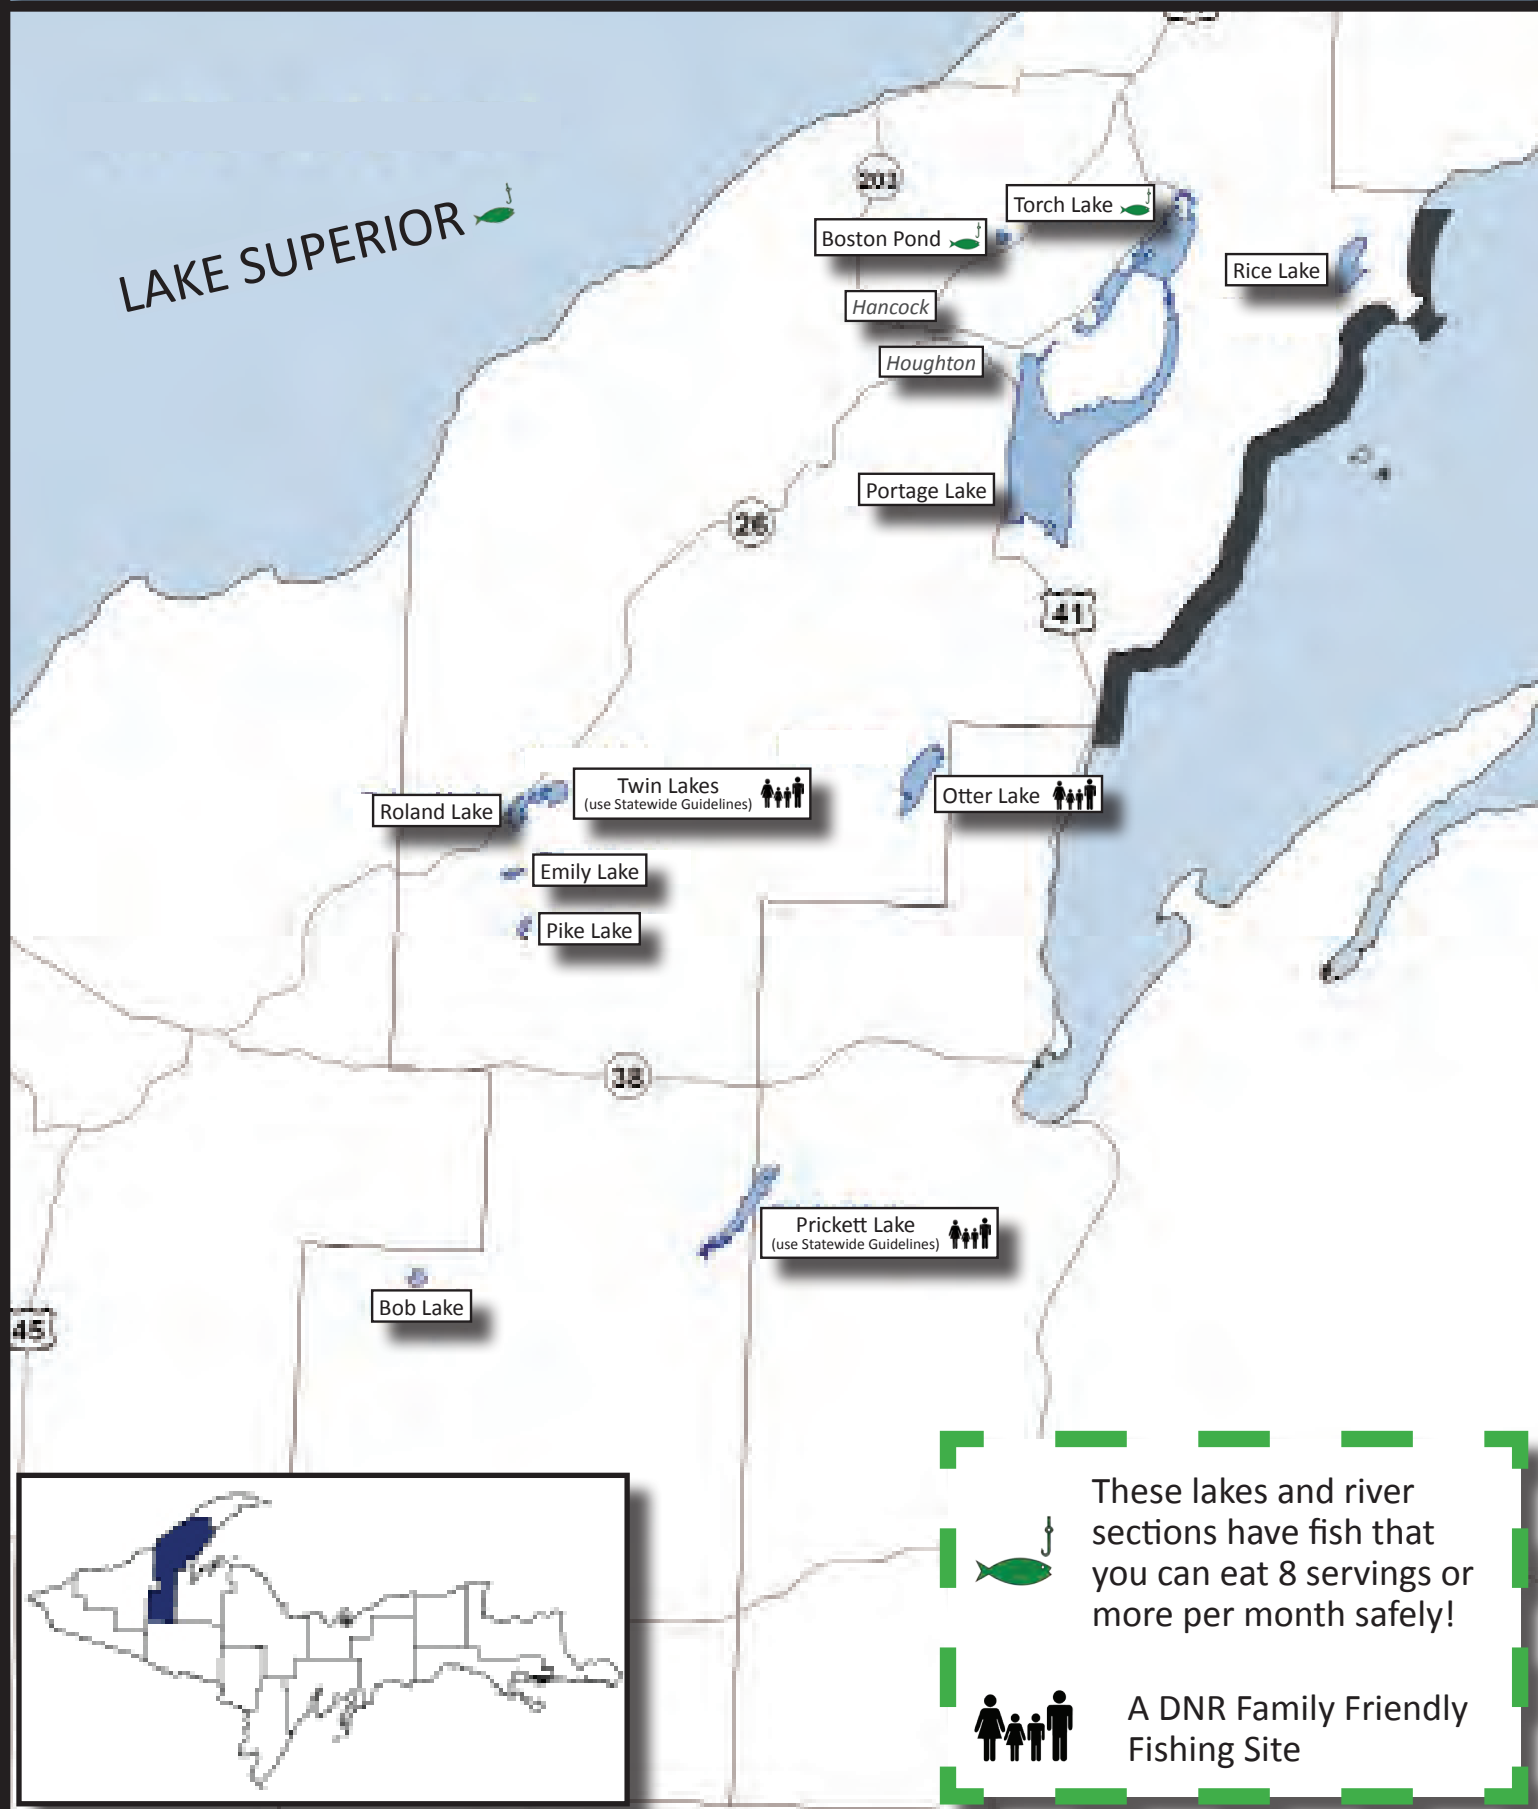 LAKE SUPERIOR
203
Torch Lake
Boston Pond
Rice Lake
Hancock
Houghton
Portage Lake
26
41
Twin Lakes
(use Statewide Guidelines)
Roland Lake
Otter Lake
Emily Lake
Pike Lake
38
Prickett Lake
(use Statewide Guidelines)
Bob Lake
45
These lakes and river
sections have fish that
you can eat 8 servings or
more per month safely!
A DNR Family Friendly
Fishing Site